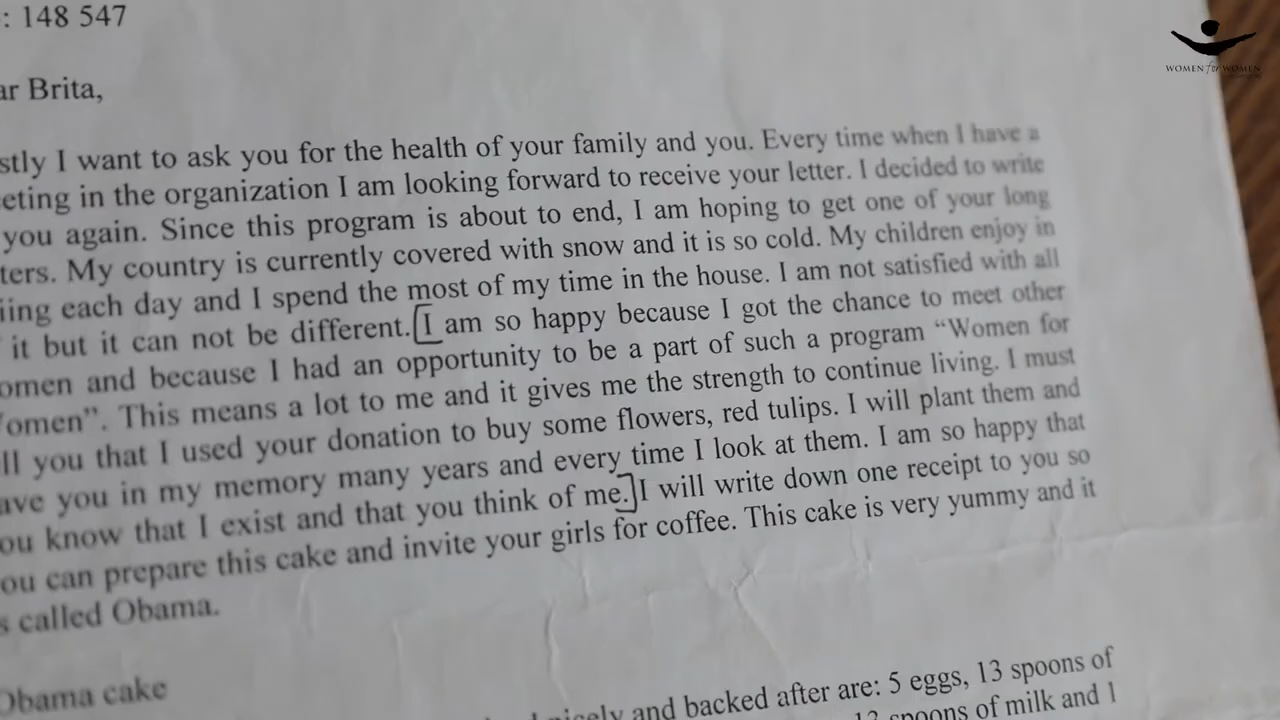 : 148 547
WOMEN for WOMEN
ar Brita,
stly I want to ask you for the health of your family and you. Every time when I have a
eting in the organization I am looking forward to receive your letter. I decided to write
you again. Since this program is about to end, I am hoping to get one of your long
ters. My country is currently covered with snow and it is so cold. My children enjoy in
iing each day and I spend the most of my time in the house. I am not satisfied with all
it but it can not be different. [I am so happy because I got the chance to meet other
omen and because I had an opportunity to be a part of such a program “Women for
omen”. This means a lot to me and it gives me the strength to continue living. I must
ll you that I used your donation to buy some flowers, red tulips. I will plant them and
ave you in my memory many years and every time I look at them. I am so happy that
ou know that I exist and that you think of me.] I will write down one receipt to you so
ou can prepare this cake and invite your girls for coffee. This cake is very yummy and it
s called Obama.
Obama cake
nicely and backed after are: 5 eggs, 13 spoons of
spoons of milk and 1